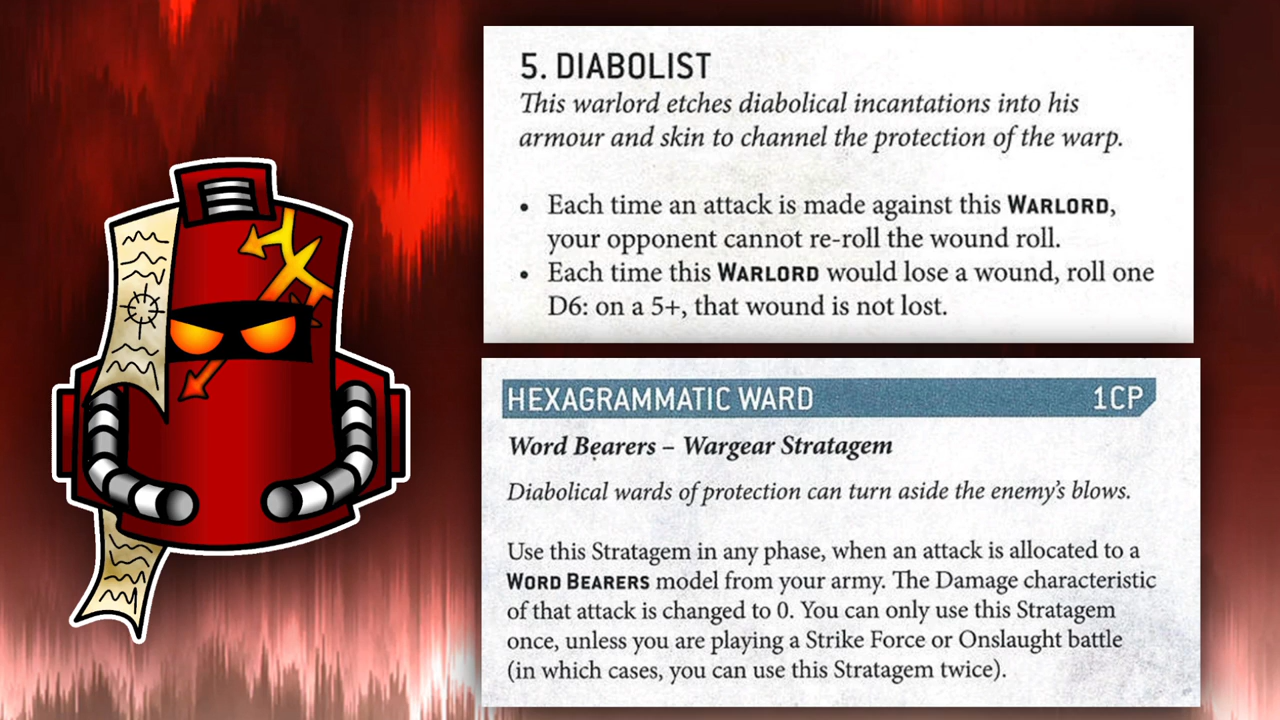 5. DIABOLIST
This warlord etches diabolical incantations into his
armour and skin to channel the protection of the warp.
• Each time an attack is made against this WARLORD,
your opponent cannot re-roll the wound roll.
• Each time this WARLORD would lose a wound, roll one
D6: on a 5+, that wound is not lost.
HEXAGRAMMATIC WARD 1CP
Word Bearers – Wargear Stratagem
Diabolical wards of protection can turn aside the enemy's blows.
Use this Stratagem in any phase, when an attack is allocated to a
WORD BEARERS model from your army. The Damage characteristic
of that attack is changed to 0. You can only use this Stratagem
once, unless you are playing a Strike Force or Onslaught battle
(in which cases, you can use this Stratagem twice).